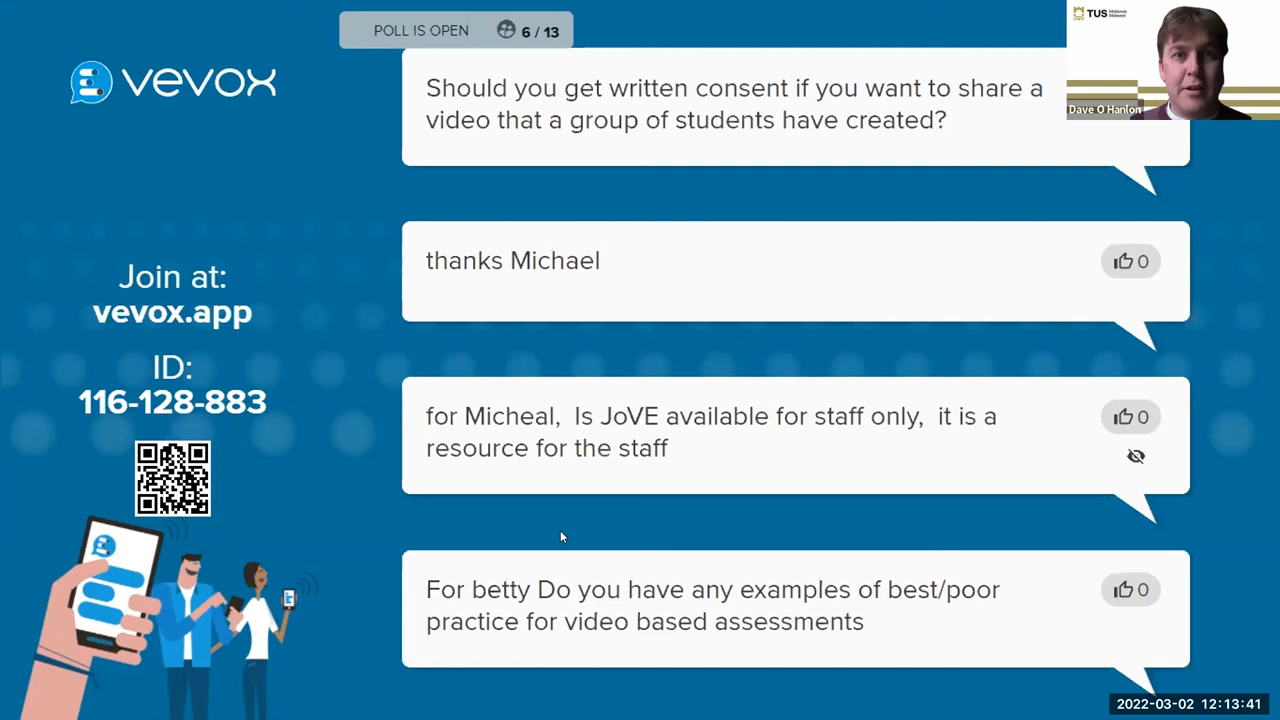 POLL IS OPEN 6 / 13
vevox
Should you get written consent if you want to share a
video that a group of students have created?
TUS Midlands
Midwest
Dave O Hanlon
thanks Michael
0
Join at:
vevox.app
ID:
116-128-883
for Micheal, Is JoVE available for staff only, it is a
resource for the staff
0
For betty Do you have any examples of best/poor
practice for video based assessments
0
2022-03-02 12:13:41